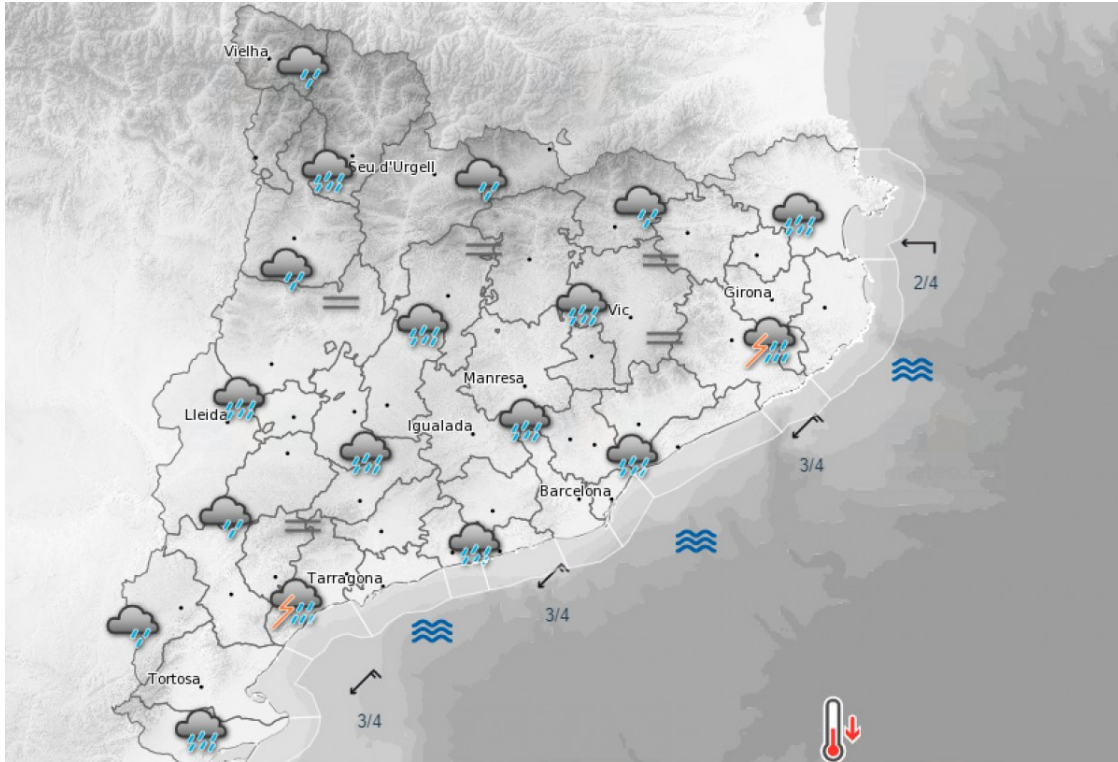 Vielha
Seu d'Urgell
2/4
Girona
Vic
Manresa
Lleida
Igualada
3/4
Barcelona
Tarragona
3/4
Tortosa
3/4